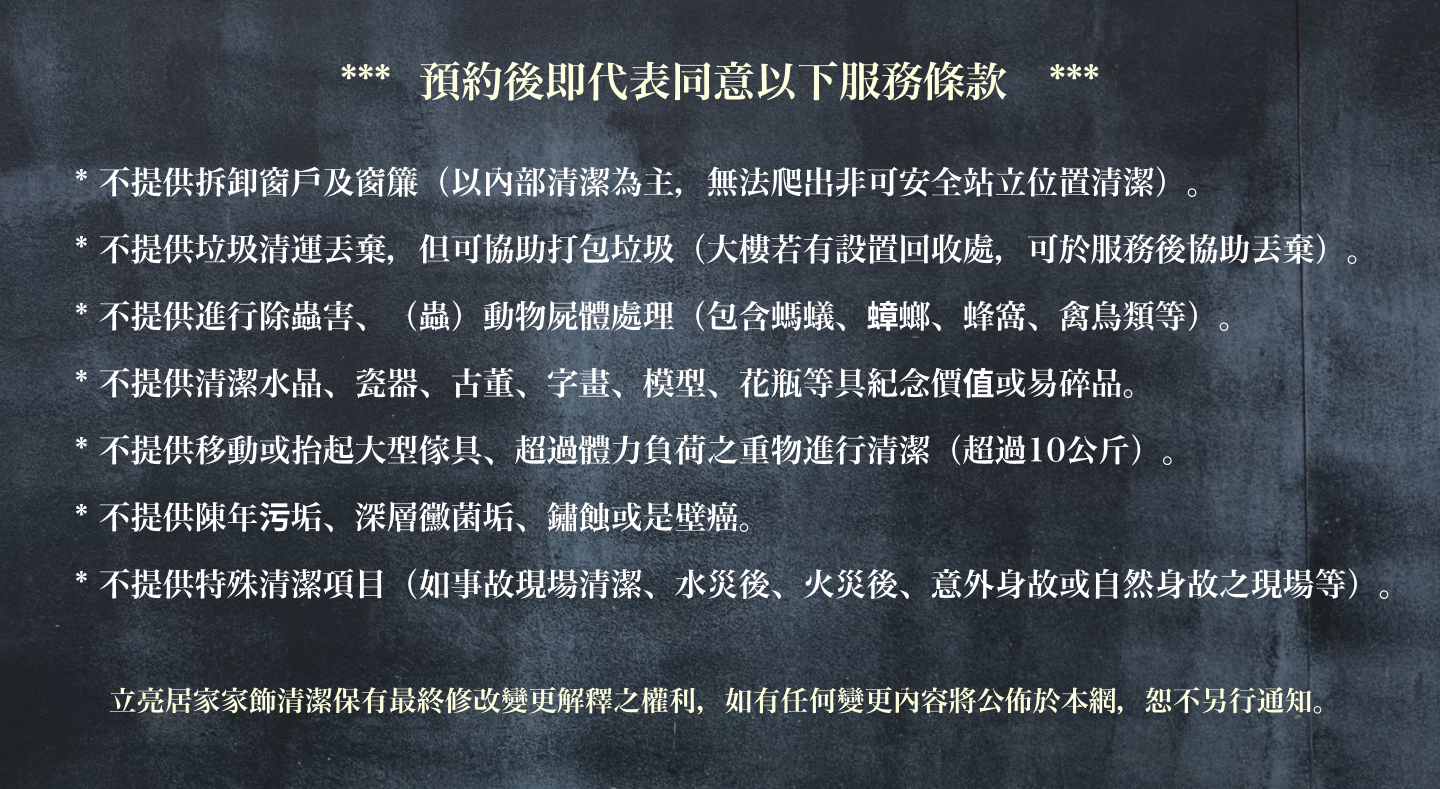 *** 預約後即代表同意以下服務條款 ***
* 不提供拆卸窗戶及窗簾（以內部清潔為主，無法爬出非可安全站立位置清潔）。
* 不提供垃圾清運丟棄，但可協助打包垃圾（大樓若有設置回收處，可於服務後協助丟棄）。
* 不提供進行除蟲害、（蟲）動物屍體處理（包含螞蟻、蟑螂、蜂窩、禽鳥類等）。
* 不提供清潔水晶、瓷器、古董、字畫、模型、花瓶等具紀念價值或易碎品。
* 不提供移動或抬起大型傢具、超過體力負荷之重物進行清潔（超過10公斤）。
* 不提供陳年污垢、深層黴菌垢、鏽蝕或是壁癌。
* 不提供特殊清潔項目（如事故現場清潔、水災後、火災後、意外身故或自然身故之現場等）。
立亮居家家飾清潔保有最終修改變更解釋之權利，如有任何變更內容將公佈於本網，恕不另行通知。